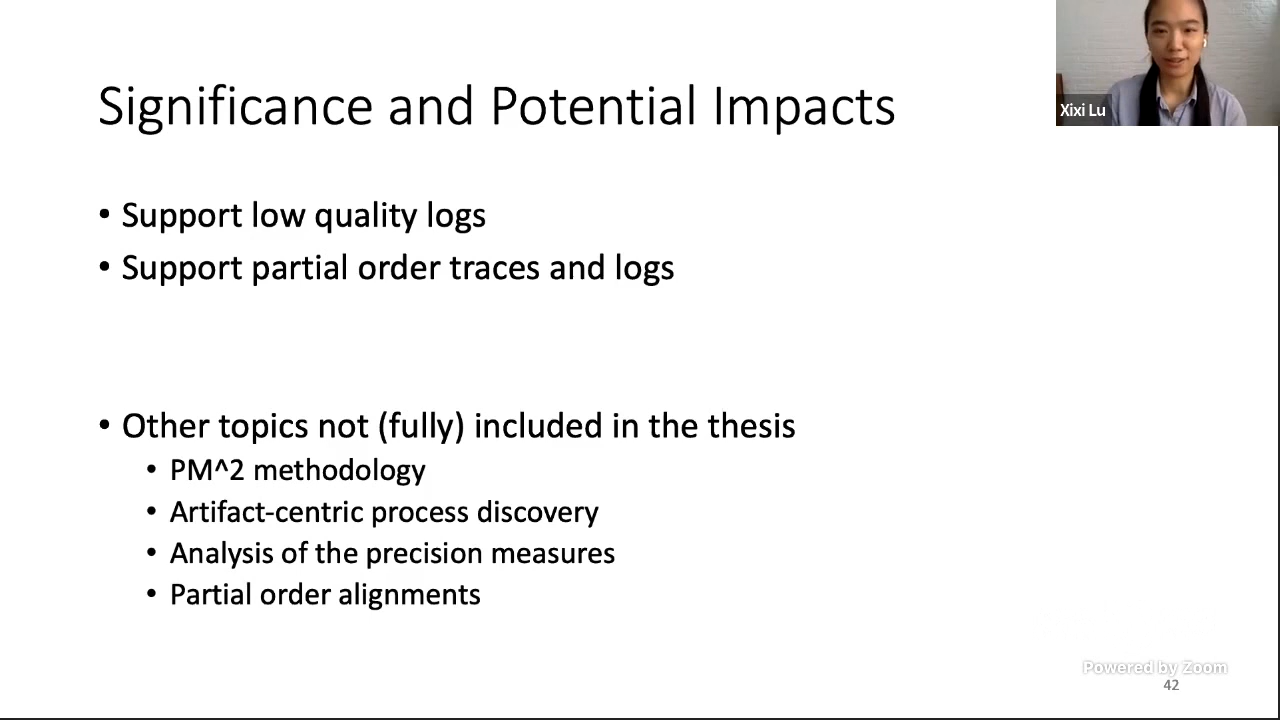 Significance and Potential Impacts
Xixi Lu
• Support low quality logs
• Support partial order traces and logs
• Other topics not (fully) included in the thesis
• PM^2 methodology
• Artifact-centric process discovery
• Analysis of the precision measures
• Partial order alignments
Powered by Zoom
42